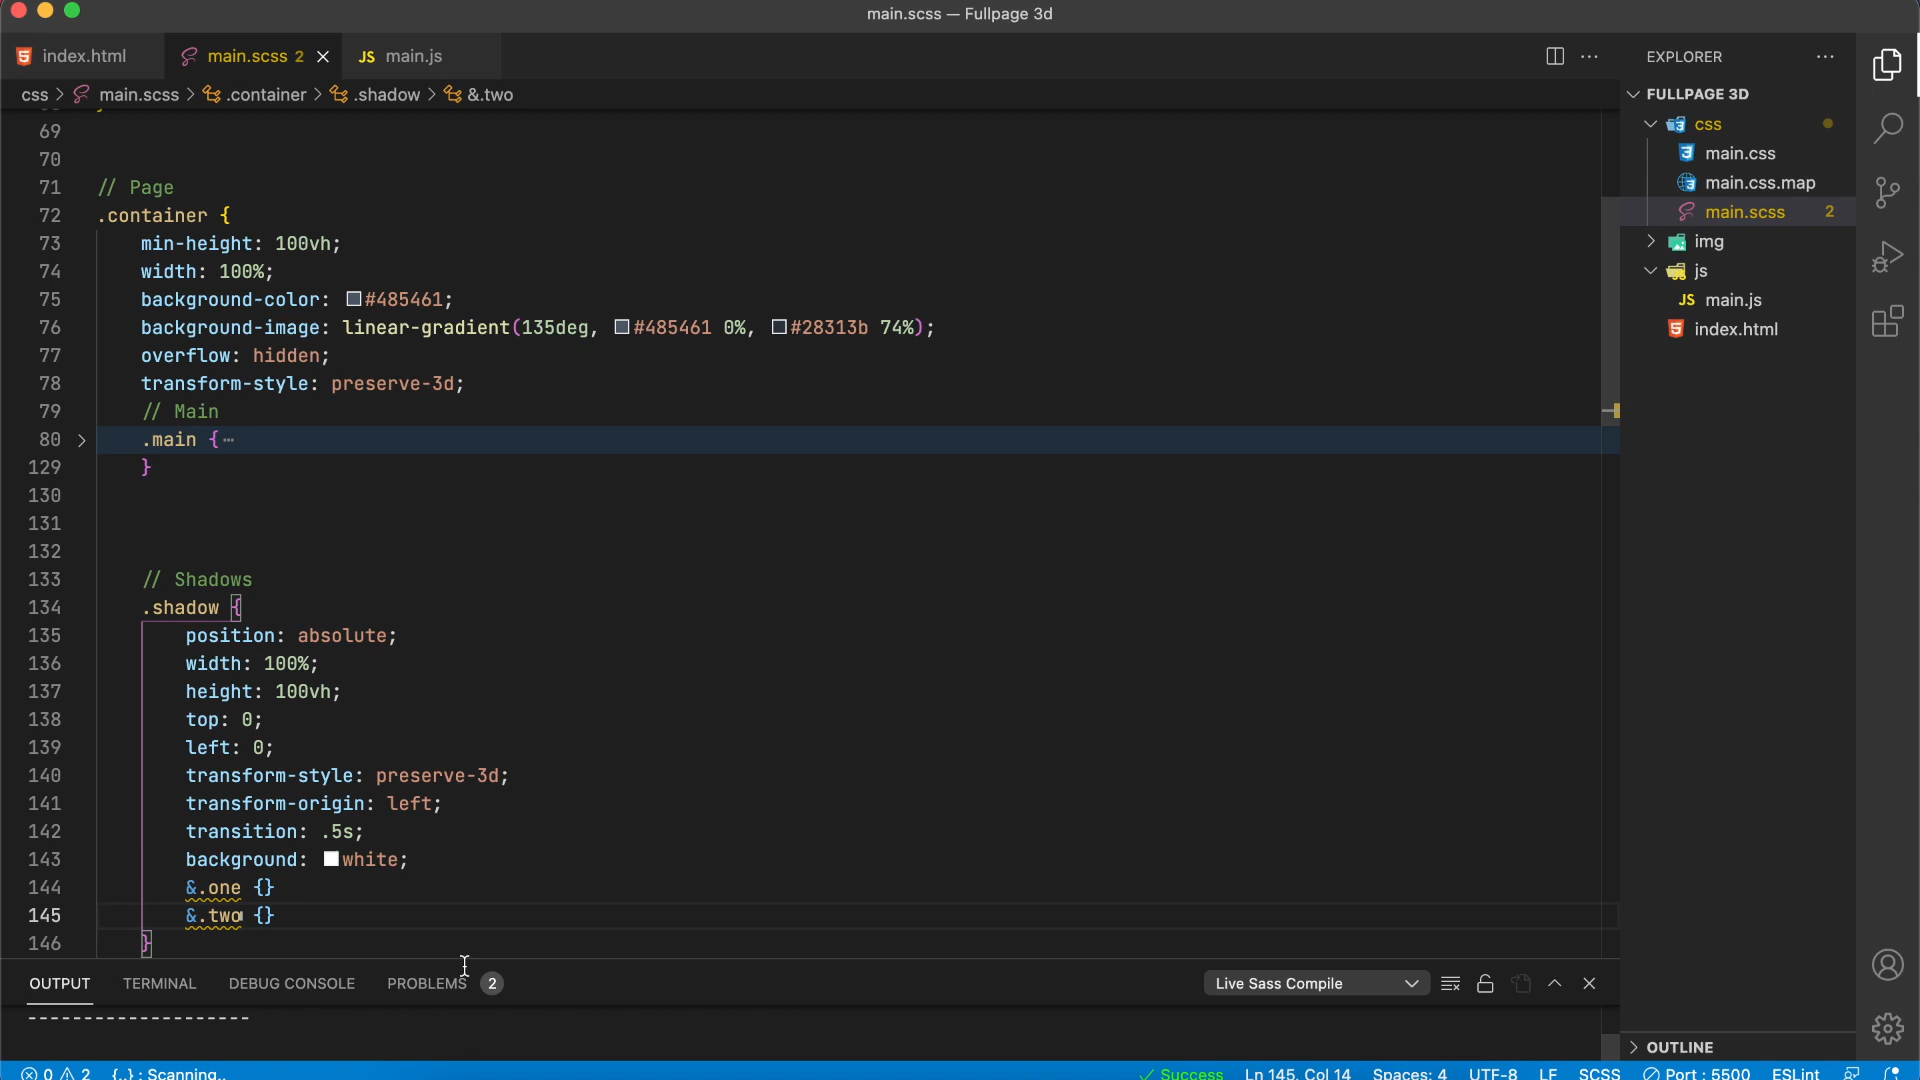 main.scss — Fullpage 3d
index.html main.scss 2 JS main.js
css > main.scss > .container > .shadow > &.two
69
70
71 // Page
72 .container {
73 min-height: 100vh;
74 width: 100%;
75 background-color: #485461;
76 background-image: linear-gradient(135deg, #485461 0%, #28313b 74%);
77 overflow: hidden;
78 transform-style: preserve-3d;
79 // Main
80 .main { ⋯
129 }
130
131
132
133 // Shadows
134 .shadow {
135 position: absolute;
136 width: 100%;
137 height: 100vh;
138 top: 0;
139 left: 0;
140 transform-style: preserve-3d;
141 transform-origin: left;
142 transition: .5s;
143 background: white;
144 &.one {}
145 &.two {}
146 }
OUTPUT TERMINAL DEBUG CONSOLE PROBLEMS 2 Live Sass Compile
--------------------
0 2 {..} : Scanning.. Success Ln 145, Col 14 Spaces: 4 UTF-8 LF SCSS Port : 5500 ESLint
EXPLORER
FULLPAGE 3D
css
main.css
main.css.map
main.scss 2
img
js
JS main.js
index.html
OUTLINE